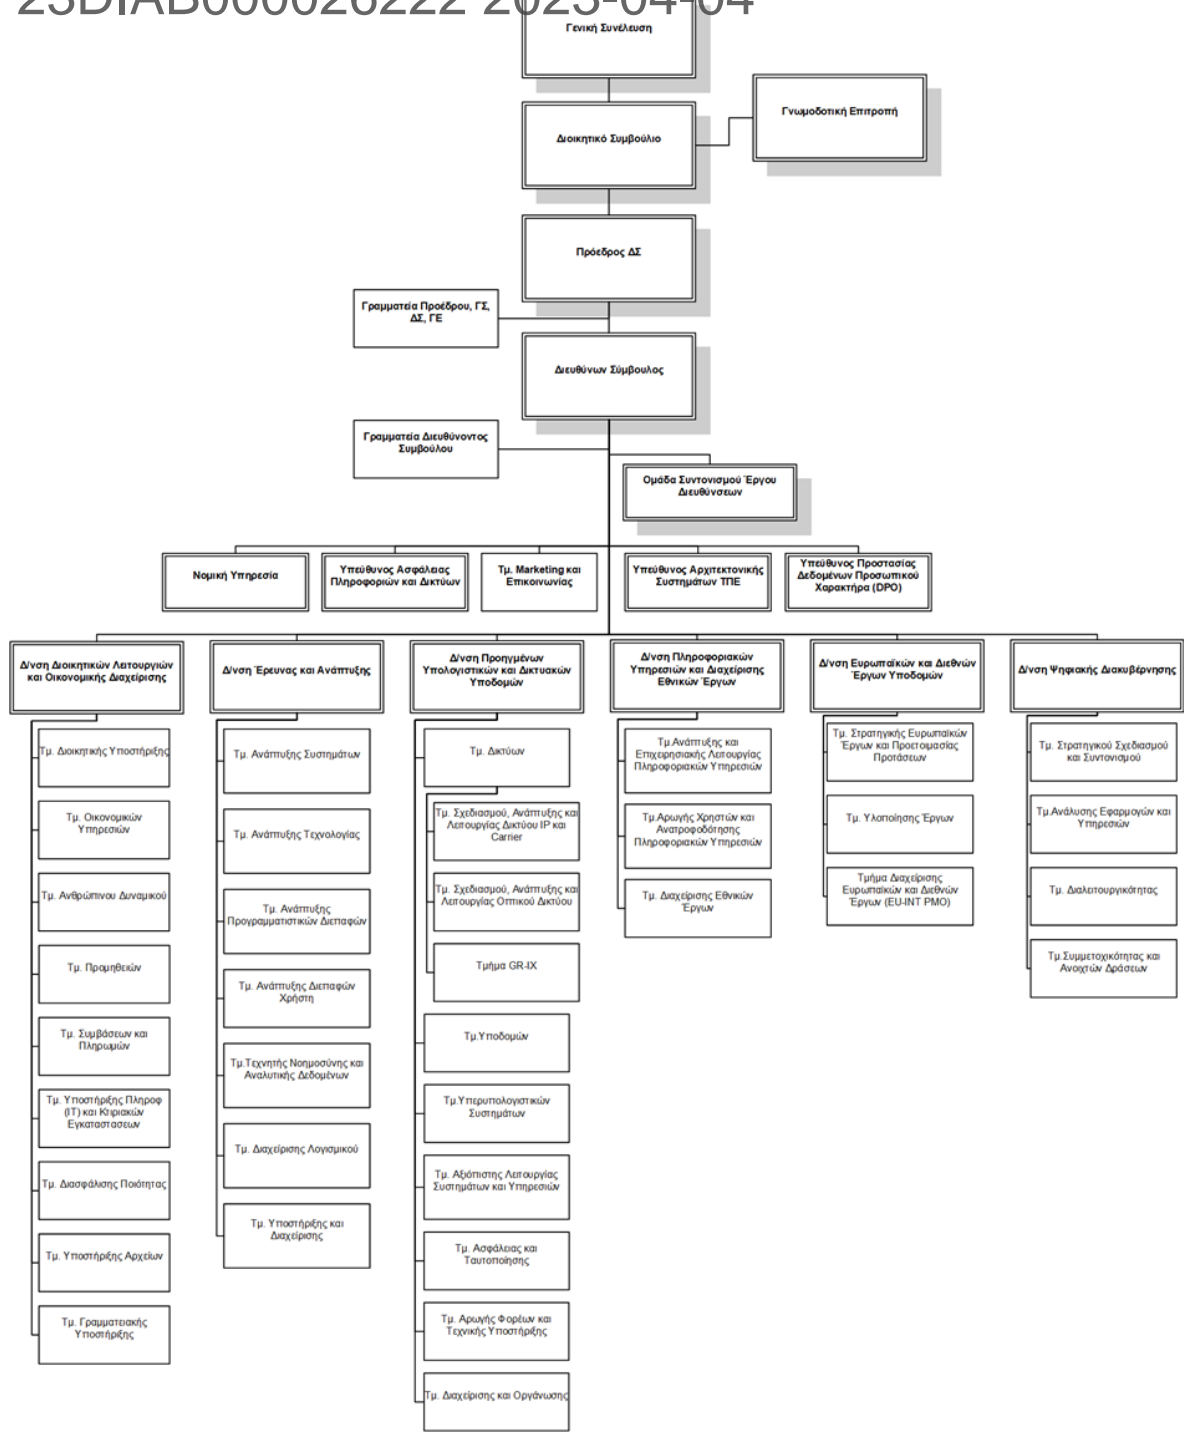 23DIAB000026222 2023-04-04
Γενική Συνέλευση
Γνωμοδοτική Επιτροπή
Διοικητικό Συμβούλιο
Πρόεδρος ΔΣ
Γραμματεία Προέδρου, ΓΣ,
ΔΣ, ΓΕ
Διευθύνων Σύμβουλος
Γραμματεία Διευθύνοντος
Συμβούλου
Ομάδα Συντονισμού Έργου
Διευθύνσεων
Νομική Υπηρεσία
Υπεύθυνος Ασφάλειας
Πληροφοριών και Δικτύων
Τμ. Marketing και
Επικοινωνίας
Υπεύθυνος Αρχιτεκτονικής
Συστημάτων ΤΠΕ
Υπεύθυνος Προστασίας
Δεδομένων Προσωπικού
Χαρακτήρα (DPO)
Δ/νση Διοικητικών Λειτουργιών
και Οικονομικής Διαχείρισης
Τμ. Διοικητικής Υποστήριξης
Τμ. Οικονομικών
Υπηρεσιών
Τμ. Ανθρώπινου Δυναμικού
Τμ. Προμηθειών
Τμ. Συμβάσεων και
Πληρωμών
Τμ. Υποστήριξης Πληροφ
(IT) και Κτιριακών
Εγκαταστασεων
Τμ. Διασφάλισης Ποιότητας
Τμ. Υποστήριξης Αρχείων
Τμ. Γραμματειακής
Υποστήριξης
Δ/νση Έρευνας και Ανάπτυξης
Τμ. Ανάπτυξης Συστημάτων
Τμ. Ανάπτυξης Τεχνολογίας
Τμ. Ανάπτυξης
Προγραμματιστικών Διεπαφών
Τμ. Ανάπτυξης Διεπαφών
Χρήστη
Τμ.Τεχνητής Νοημοσύνης και
Αναλυτικής Δεδομένων
Τμ. Διαχείρισης Λογισμικού
Τμ. Υποστήριξης και
Διαχείρισης
Δ/νση Προηγμένων
Υπολογιστικών και Δικτυακών
Υποδομών
Τμ. Δικτύων
Τμ. Σχεδιασμού, Ανάπτυξης και
Λειτουργίας Δικτύου IP και
Carrier
Τμ. Σχεδιασμού, Ανάπτυξης και
Λειτουργίας Οπτικού Δικτύου
Τμήμα GR-IX
Τμ.Υποδομών
Τμ.Υπερυπολογιστικών
Συστημάτων
Τμ. Αξιόπιστης Λειτουργίας
Συστημάτων και Υπηρεσιών
Τμ. Ασφάλειας και
Ταυτοποίησης
Τμ. Αρωγής Φορέων και
Τεχνικής Υποστήριξης
Τμ. Διαχείρισης και Οργάνωσης
Δ/νση Πληροφοριακών
Υπηρεσιών και Διαχείρισης
Εθνικών Έργων
Τμ.Ανάπτυξης και
Επιχειρησιακής Λειτουργίας
Πληροφοριακών Υπηρεσιών
Τμ.Αρωγής Χρηστών και
Ανατροφοδότησης
Πληροφοριακών Υπηρεσιών
Τμ. Διαχείρισης Εθνικών
Έργων
Δ/νση Ευρωπαϊκών και Διεθνών
Έργων Υποδομών
Τμ. Στρατηγικής Ευρωπαϊκών
Έργων και Προετοιμασίας
Προτάσεων
Τμ. Υλοποίησης Έργων
Τμήμα Διαχείρισης
Ευρωπαϊκών και Διεθνών
Έργων (EU-INT PMO)
Δ/νση Ψηφιακής Διακυβέρνησης
Τμ. Στρατηγικού Σχεδιασμού
και Συντονισμού
Τμ.Ανάλυσης Εφαρμογών και
Υπηρεσιών
Τμ. Διαλειτουργικότητας
Τμ.Συμμετοχικότητας και
Ανοιχτών Δράσεων